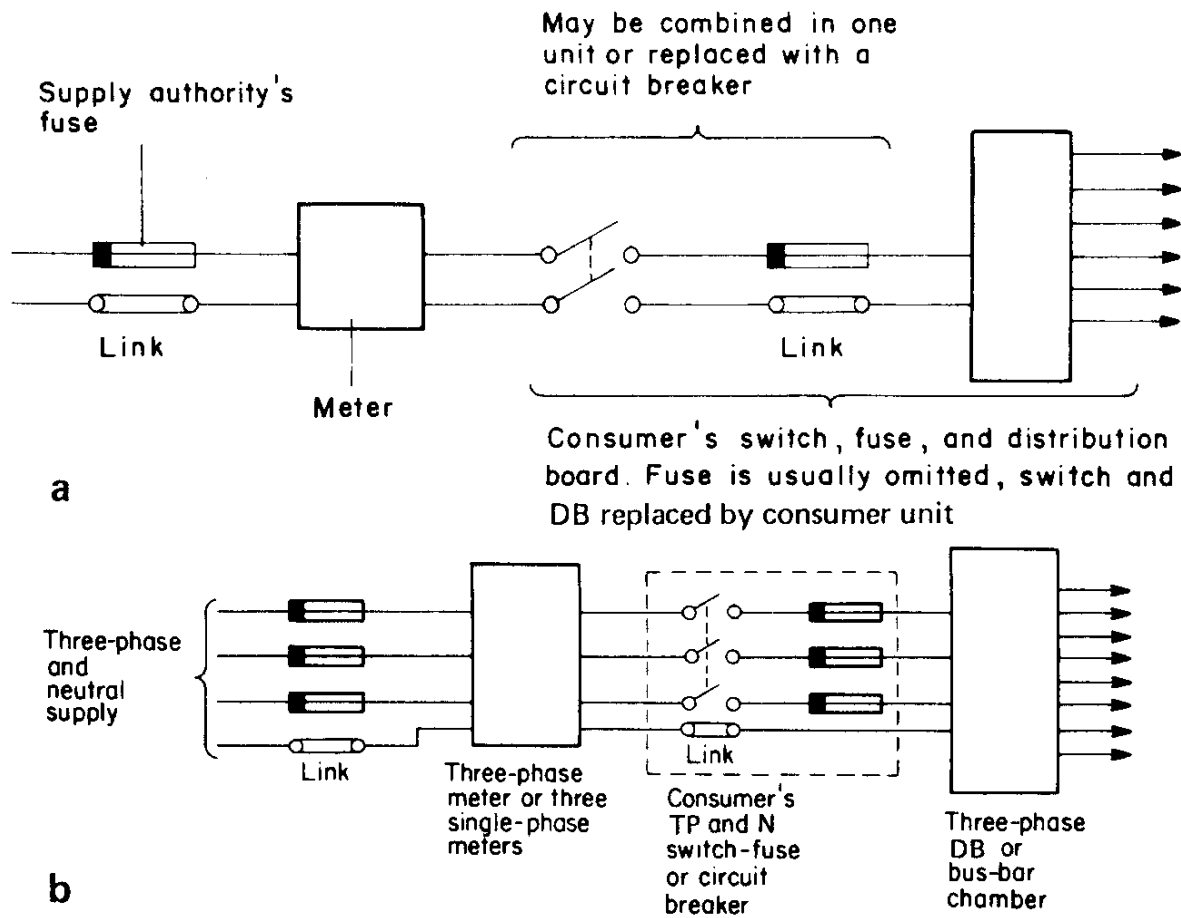 May be combined in one
unit or replaced with a
circuit breaker
Supply authority's
fuse
Link
Meter
Link
Consumer's switch, fuse, and distribution
board. Fuse is usually omitted, switch and
DB replaced by consumer unit
a
Three-phase
and
neutral
supply
Link
Three-phase
meter or three
single-phase
meters
Link
Consumer's
TP and N
switch-fuse
or circuit
breaker
Three-phase
DB or
bus-bar
chamber
b